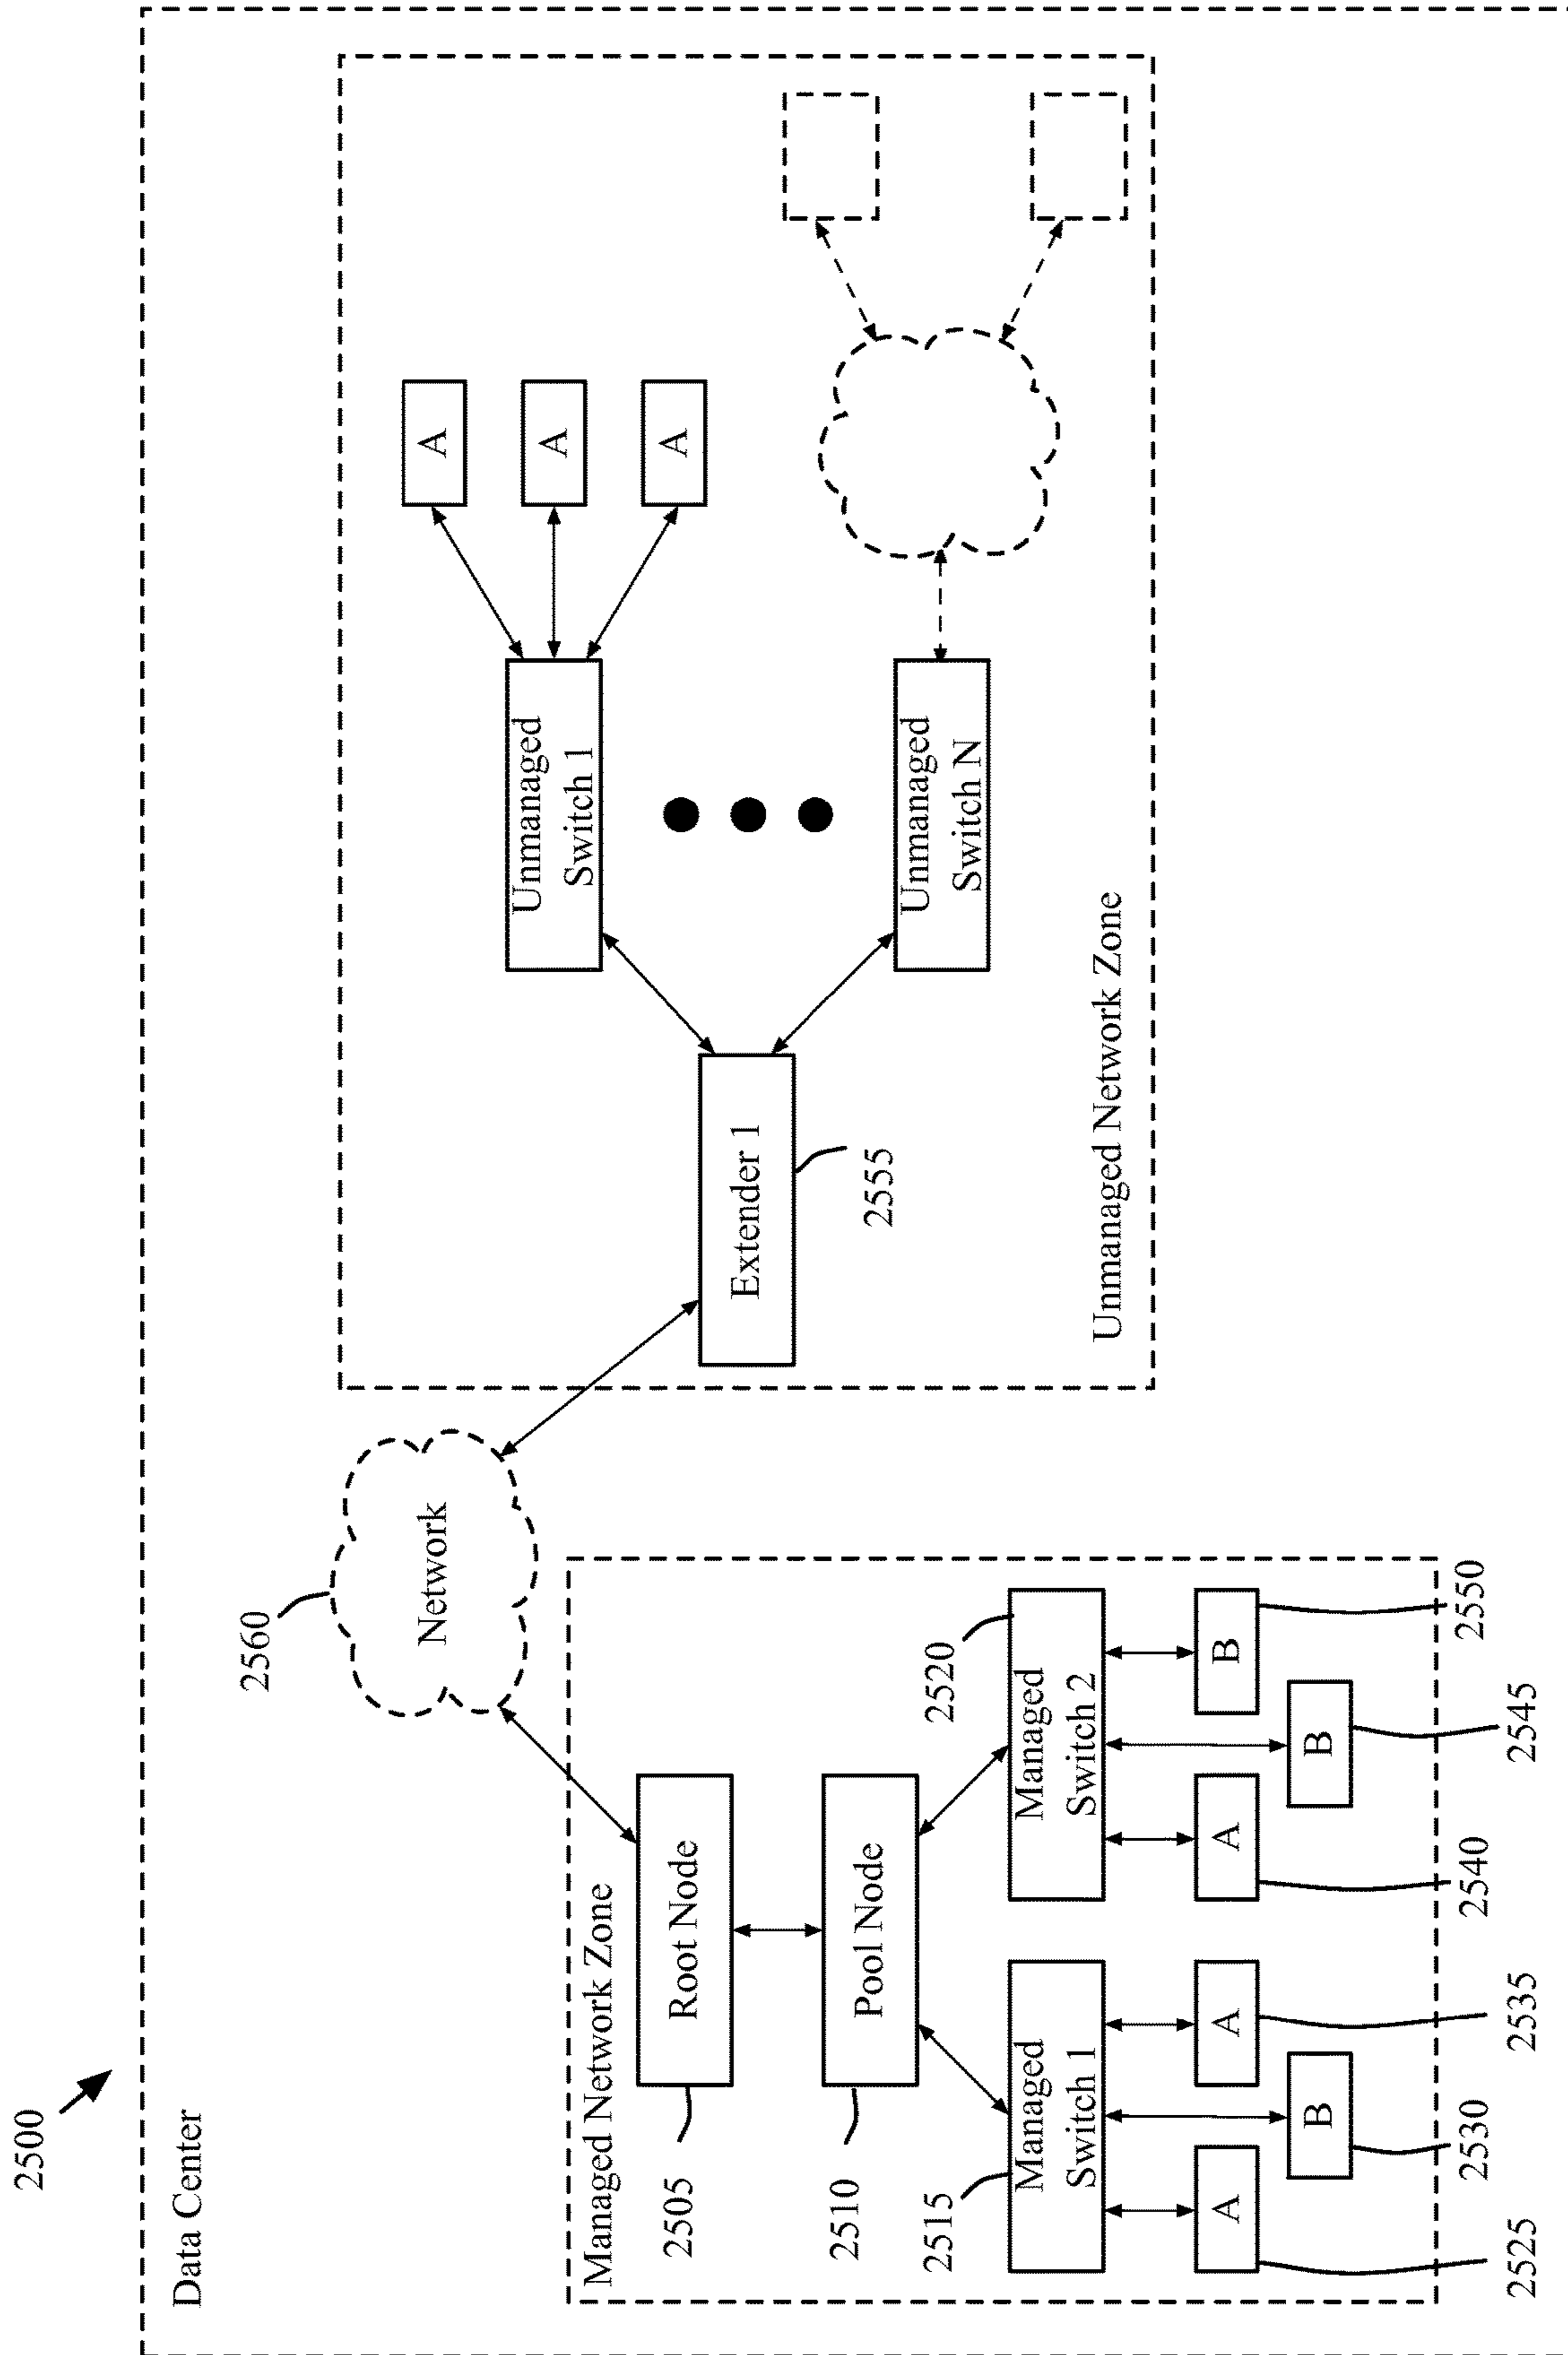 2500
Data Center
2560
Network
Managed Network Zone
2505
Root Node
2510
Pool Node
2515
Managed
Switch 1
2520
Managed
Switch 2
A
B
A
A
B
B
2525
2530
2535
2540
2545
2550
Extender 1
2555
Unmanaged
Switch 1
A
A
A
Unmanaged
Switch N
Unmanaged Network Zone